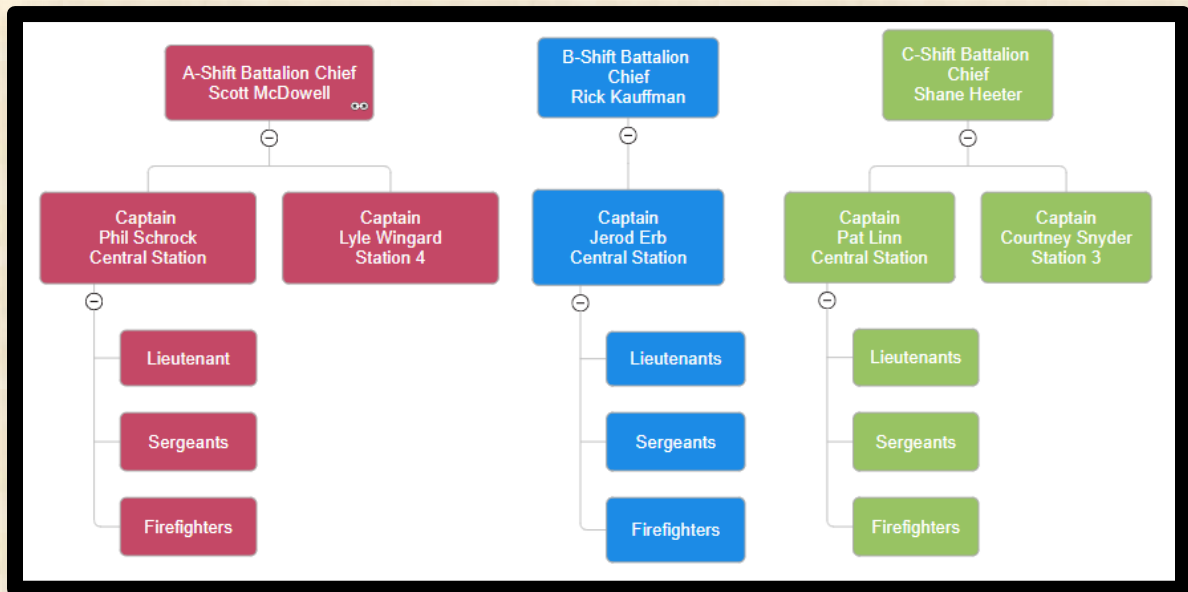 A-Shift Battalion Chief
Scott McDowell
B-Shift Battalion
Chief
Rick Kauffman
C-Shift Battalion
Chief
Shane Heeter
Captain
Phil Schrock
Central Station
Captain
Lyle Wingard
Station 4
Captain
Jerod Erb
Central Station
Captain
Pat Linn
Central Station
Captain
Courtney Snyder
Station 3
Lieutenant
Sergeants
Firefighters
Lieutenants
Sergeants
Firefighters
Lieutenants
Sergeants
Firefighters